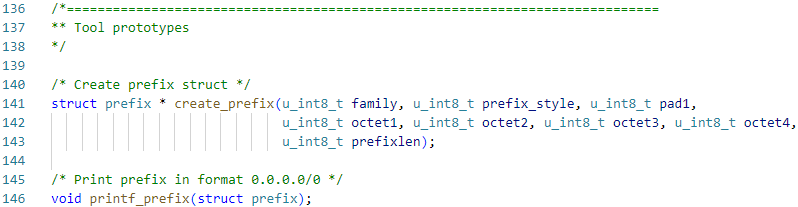 136 /*==============================================================================
137 ** Tool prototypes
138 */
139
140 /* Create prefix struct */
141 struct prefix * create_prefix(u_int8_t family, u_int8_t prefix_style, u_int8_t pad1,
142 u_int8_t octet1, u_int8_t octet2, u_int8_t octet3, u_int8_t octet4,
143 u_int8_t prefixlen);
144
145 /* Print prefix in format 0.0.0.0/0 */
146 void printf_prefix(struct prefix);